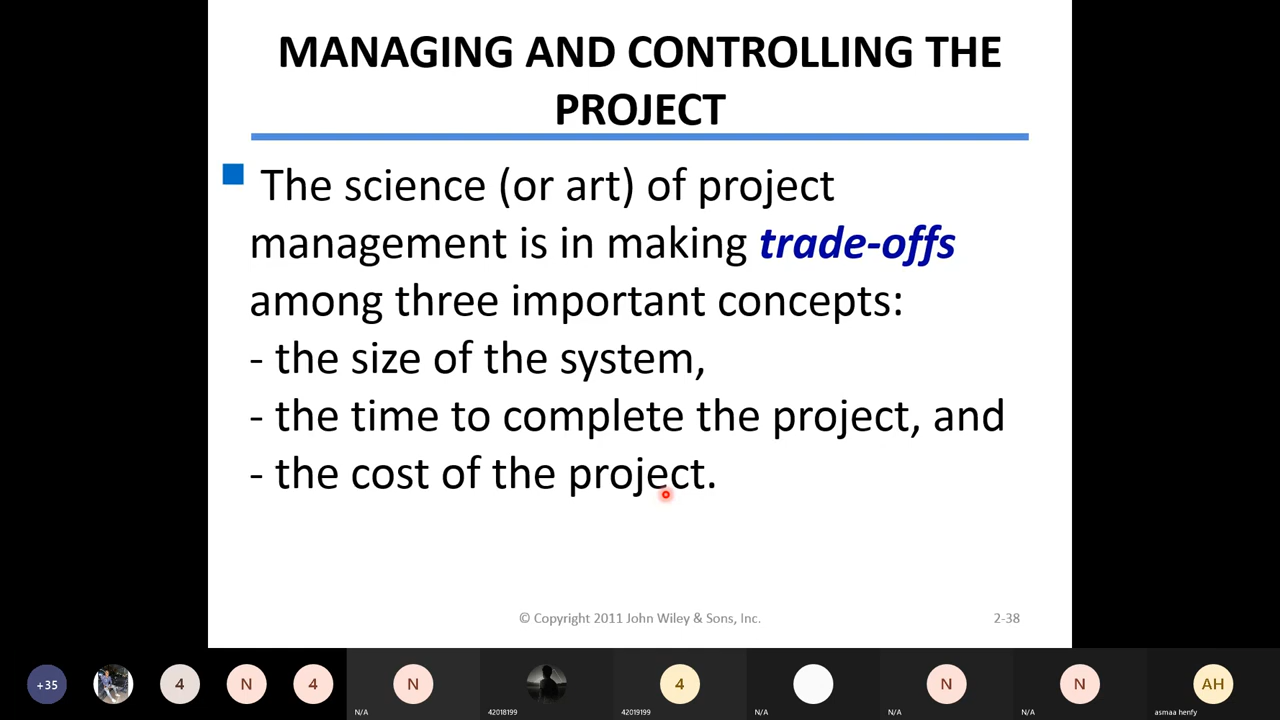 MANAGING AND CONTROLLING THE
PROJECT
The science (or art) of project
management is in making trade-offs
among three important concepts:
- the size of the system,
- the time to complete the project, and
- the cost of the project.
© Copyright 2011 John Wiley & Sons, Inc.
2-38
+35
4
N
4
N
4
N
N
AH
N/A
42018199
42019199
N/A
N/A
N/A
asmaa henfy